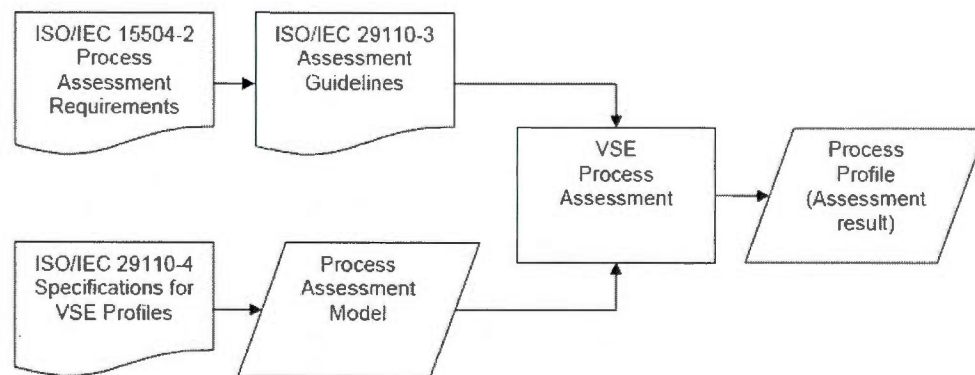 ISO/IEC 15504-2
Process
Assessment
Requirements
ISO/IEC 29110-3
Assessment
Guidelines
VSE
Process
Assessment
Process
Profile
(Assessment
result)
ISO/IEC 29110-4
Specifications for
VSE Profiles
Process
Assessment
Model